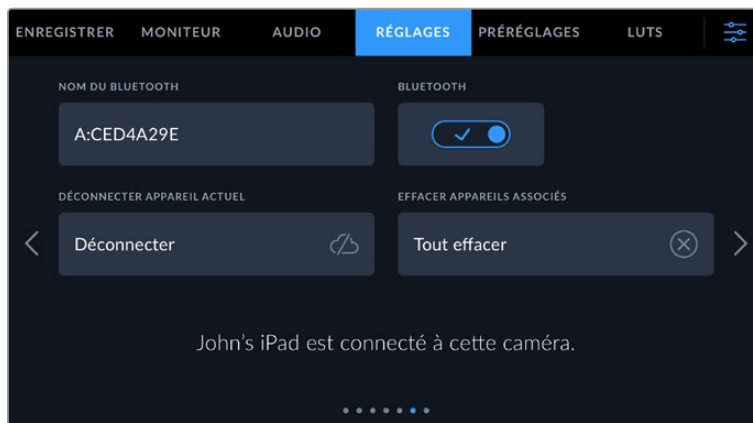 ENREGISTRER MONITEUR AUDIO RÉGLAGES PRÉRÉGLAGES LUTS
NOM DU BLUETOOTH BLUETOOTH
A:CED4A29E
DÉCONNECTER APPAREIL ACTUEL EFFACER APPAREILS ASSOCIÉS
Déconnecter Tout effacer
John's iPad est connecté à cette caméra.